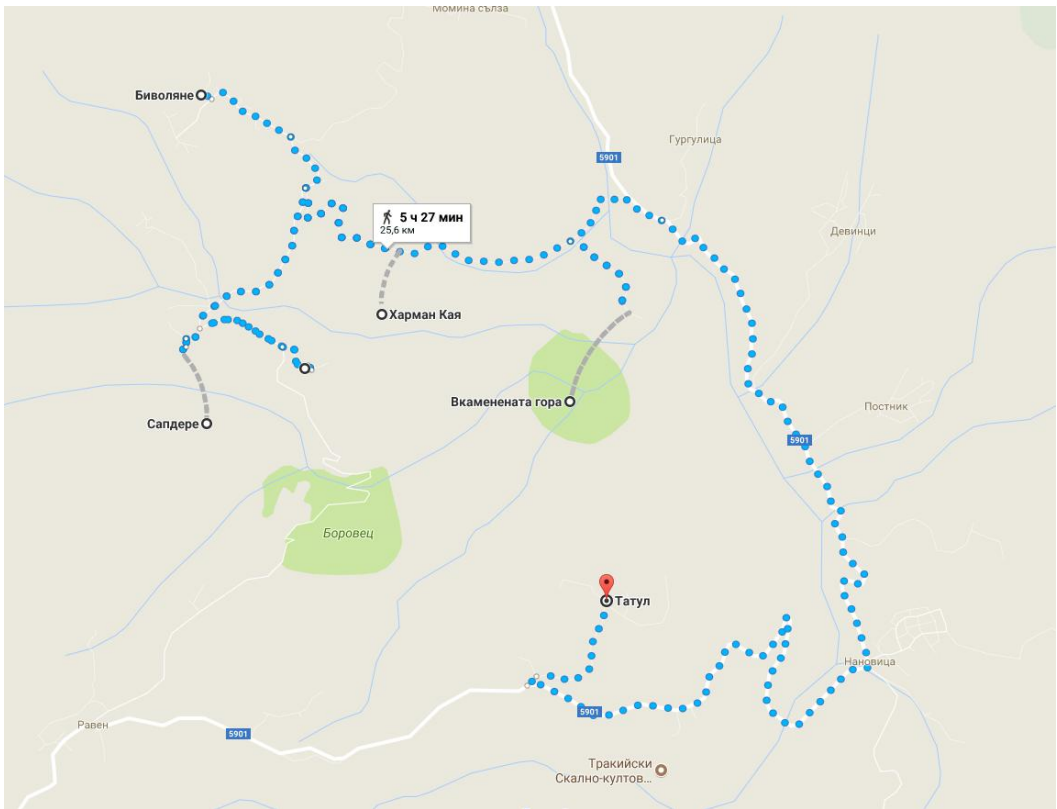 Момина сълза
Биволяне
5901
Гургулица
5 ч 27 мин
25,6 км
Девинци
Харман Кая
Вкаменената гора
Постник
Сапдере
5901
Боровец
Татул
Нановица
5901
Равен
5901
Тракийски
Скално-култов...